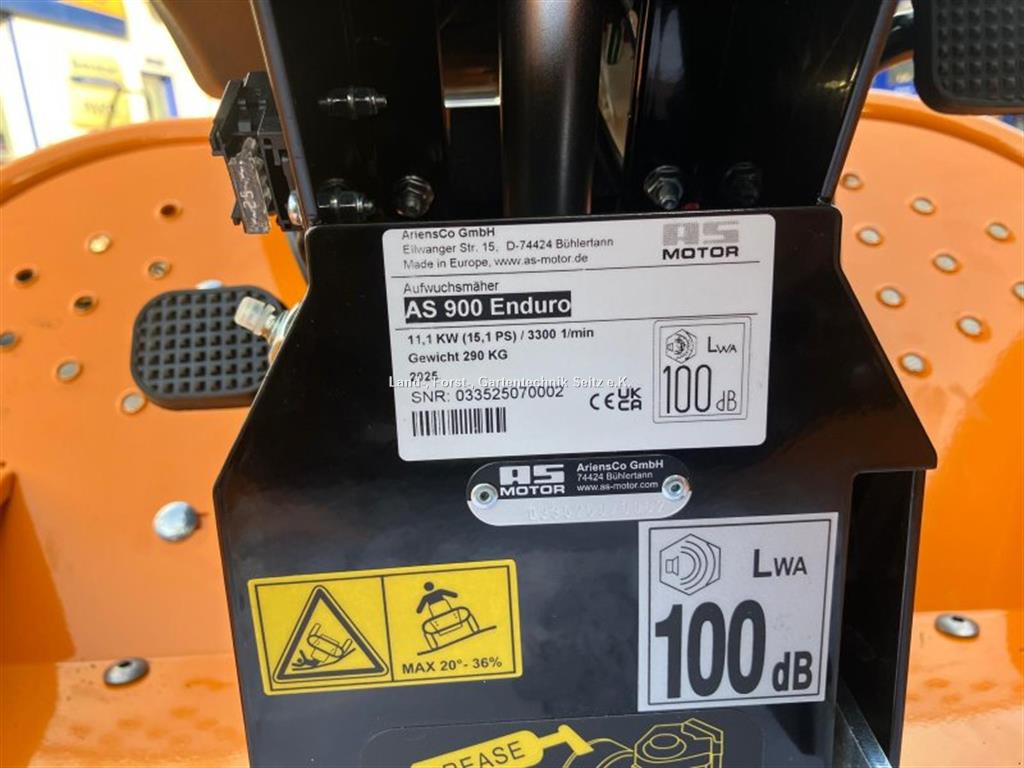 AriensCo GmbH
Ellwanger Str. 15, D-74424 Bühlertann
Made in Europe, www.as-motor.de
AS
MOTOR
Aufwuchsmäher
AS 900 Enduro
11,1 KW (15,1 PS) / 3300 1/min
Gewicht 290 KG
2025
Land-, Forst-, Gartentechnik Seitz e.K.
SNR: 033525070002
CE UK
CA
LWA
100 dB
AS
MOTOR
AriensCo GmbH
74424 Bühlertann
www.as-motor.com
LWA
100 dB
MAX 20° - 36%
GREASE